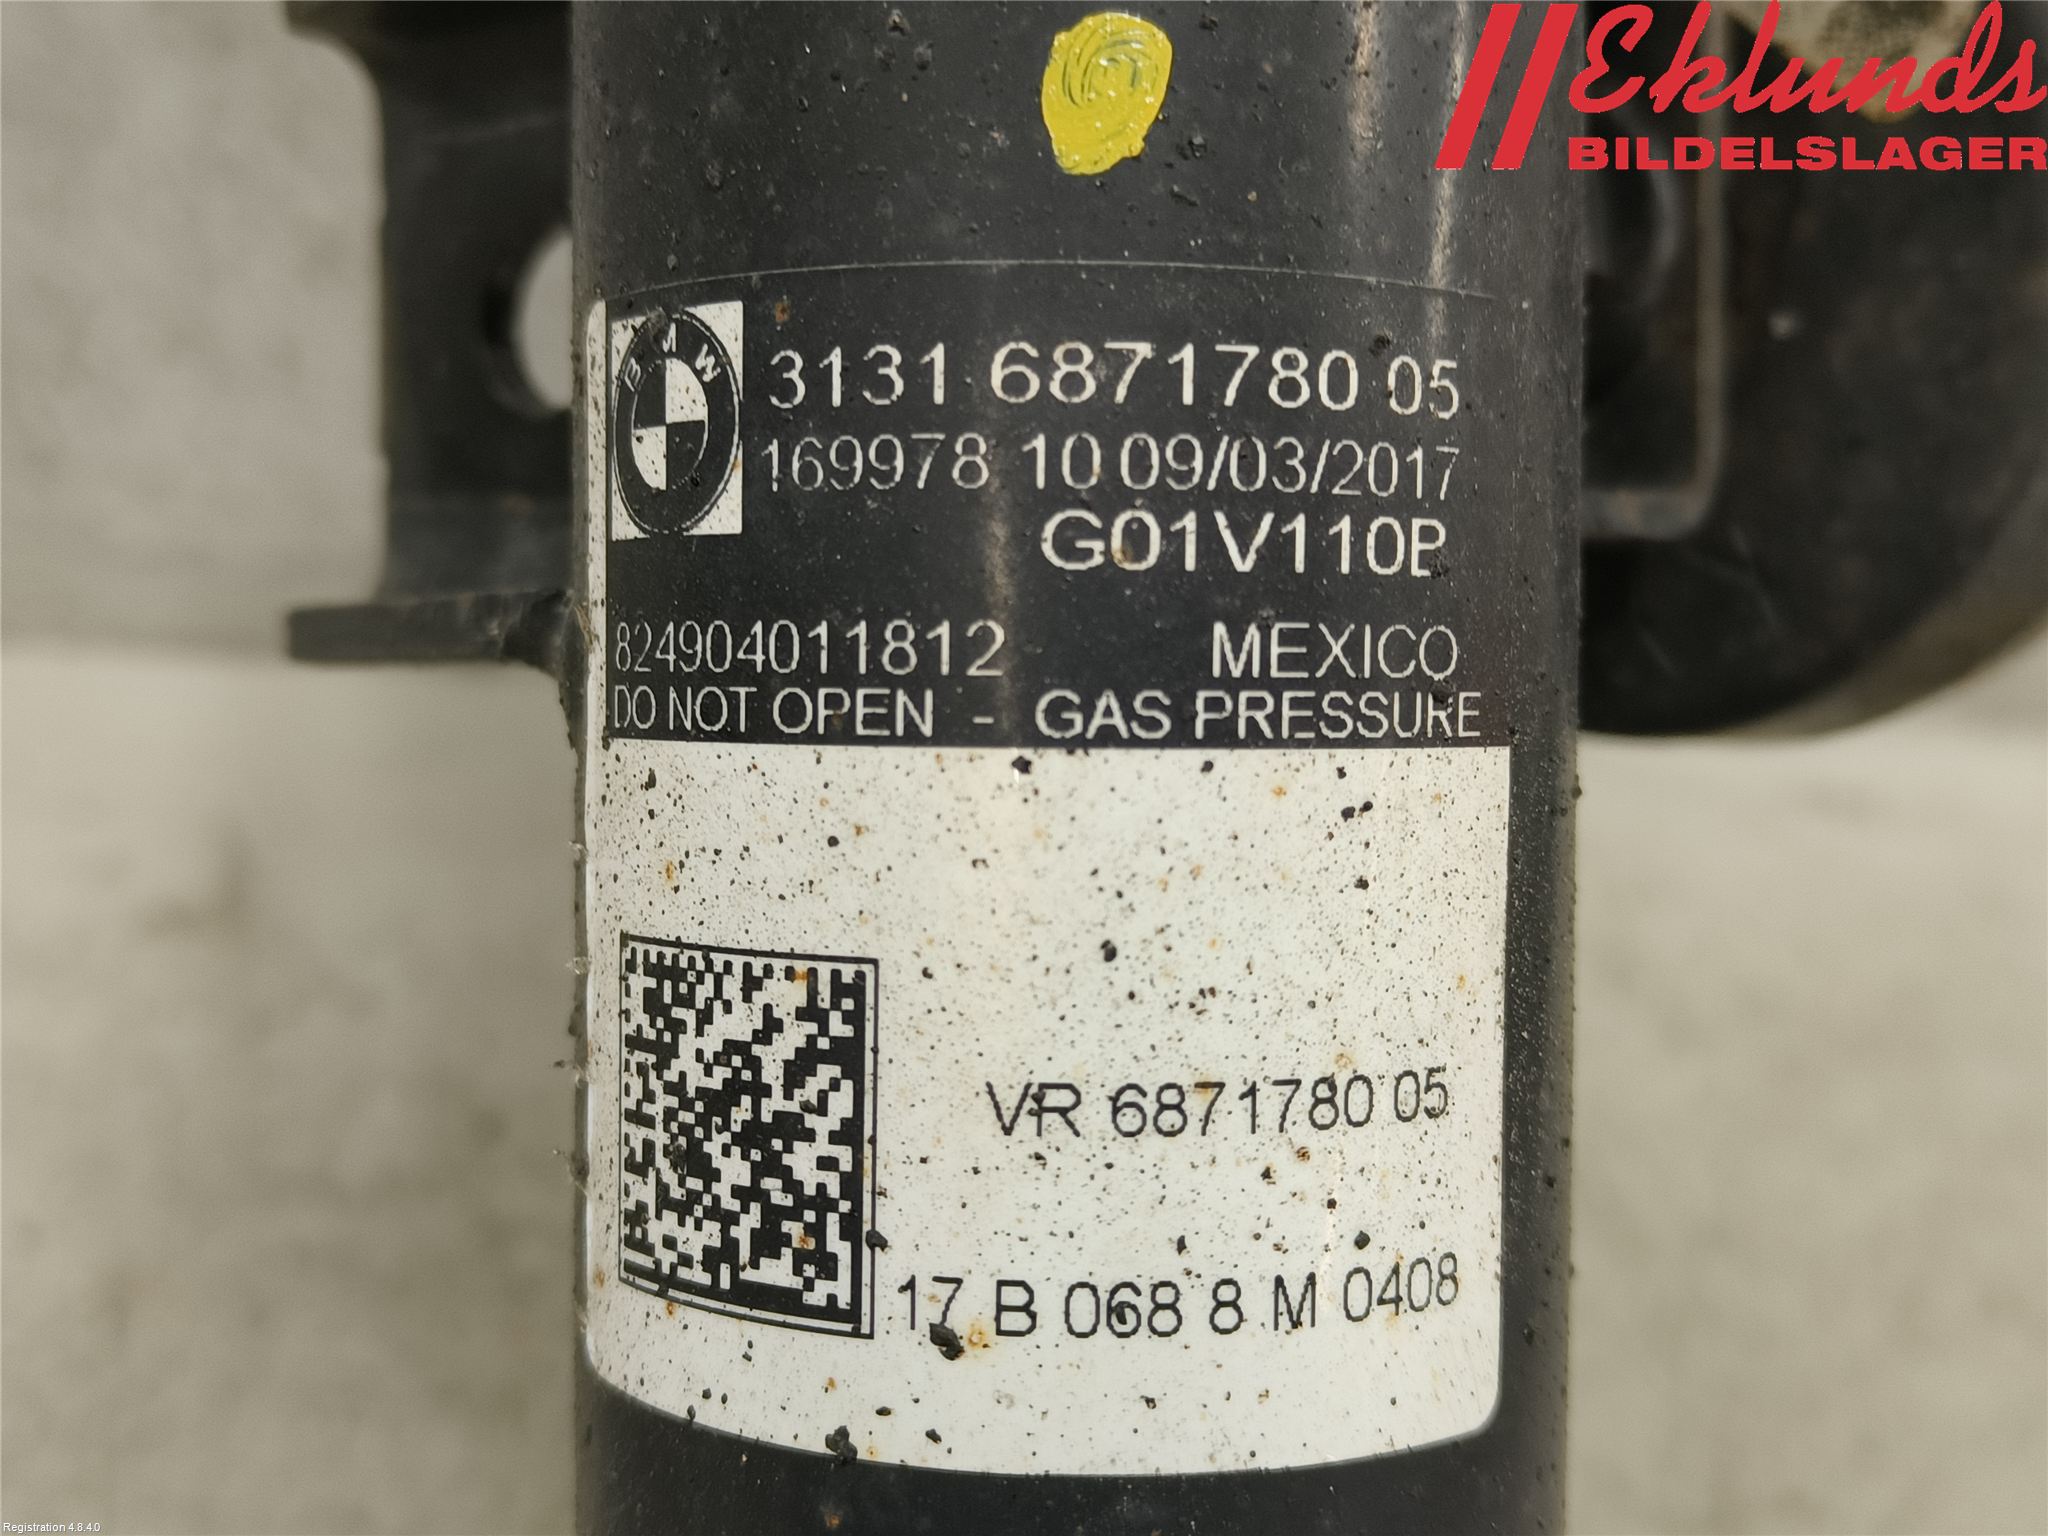 Eklunds
BILDELSLAGER
BMW
3131 6871780 05
169978 10 09/03/2017
G01V110B
824904011812 MEXICO
DO NOT OPEN - GAS PRESSURE
VR 6871780 05
17 B 068 8 M 0408
Registration 4.8.4.0